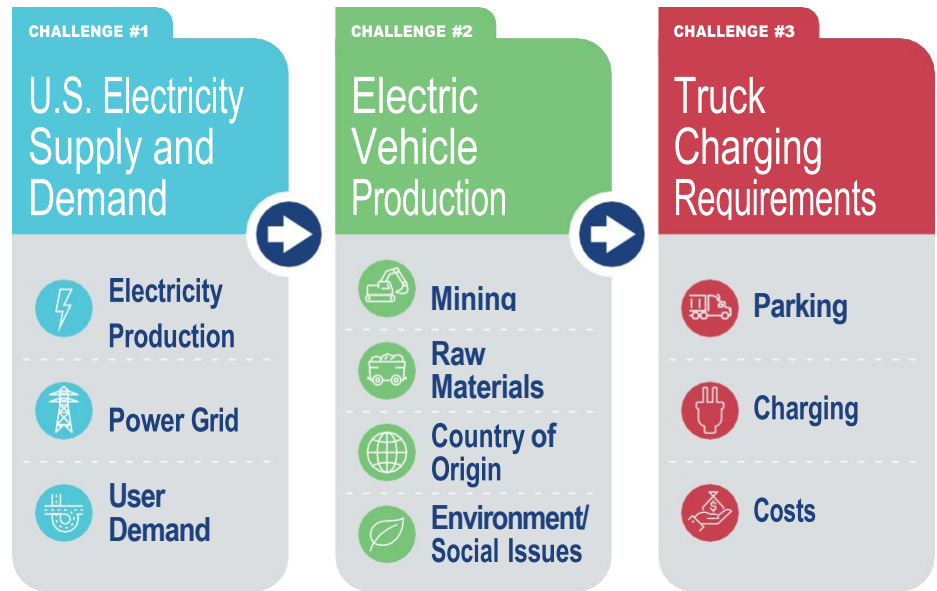 CHALLENGE #1
U.S. Electricity
Supply and
Demand
Electricity
Production
Power Grid
User
Demand
CHALLENGE #2
Electric
Vehicle
Production
Mining
Raw
Materials
Country of
Origin
Environment/
Social Issues
CHALLENGE #3
Truck
Charging
Requirements
Parking
Charging
Costs